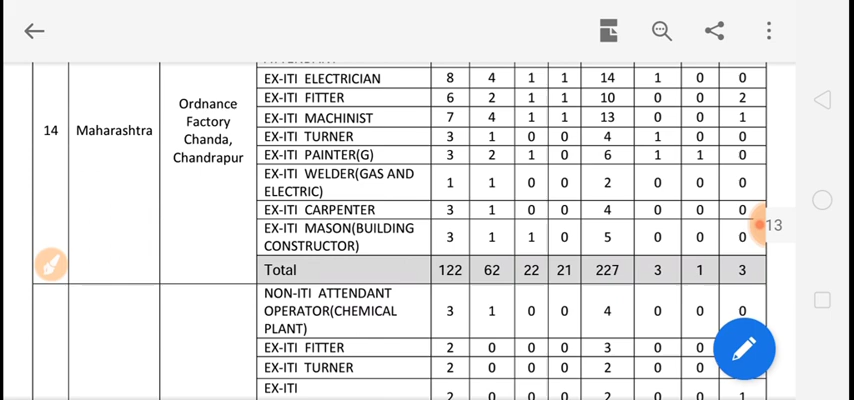 EX-ITI ELECTRICIAN 8 4 1 1 14 1 0 0
EX-ITI FITTER 6 2 1 1 10 0 0 2
EX-ITI MACHINIST 7 4 1 1 13 0 0 1
14 Maharashtra Ordnance Factory Chanda, Chandrapur
EX-ITI TURNER 3 1 0 0 4 1 0 0
EX-ITI PAINTER(G) 3 2 1 0 6 1 1 0
EX-ITI WELDER(GAS AND
ELECTRIC) 1 1 0 0 2 0 0 0
EX-ITI CARPENTER 3 1 0 0 4 0 0 0
EX-ITI MASON(BUILDING
CONSTRUCTOR) 3 1 1 0 5 0 0 0
13
Total 122 62 22 21 227 3 1 3
NON-ITI ATTENDANT
OPERATOR(CHEMICAL
PLANT) 3 1 0 0 4 0 0 0
EX-ITI FITTER 2 0 0 0 3 0 0
EX-ITI TURNER 2 0 0 0 2 0 0
EX-ITI 2 0 0 0 2 0 0 1